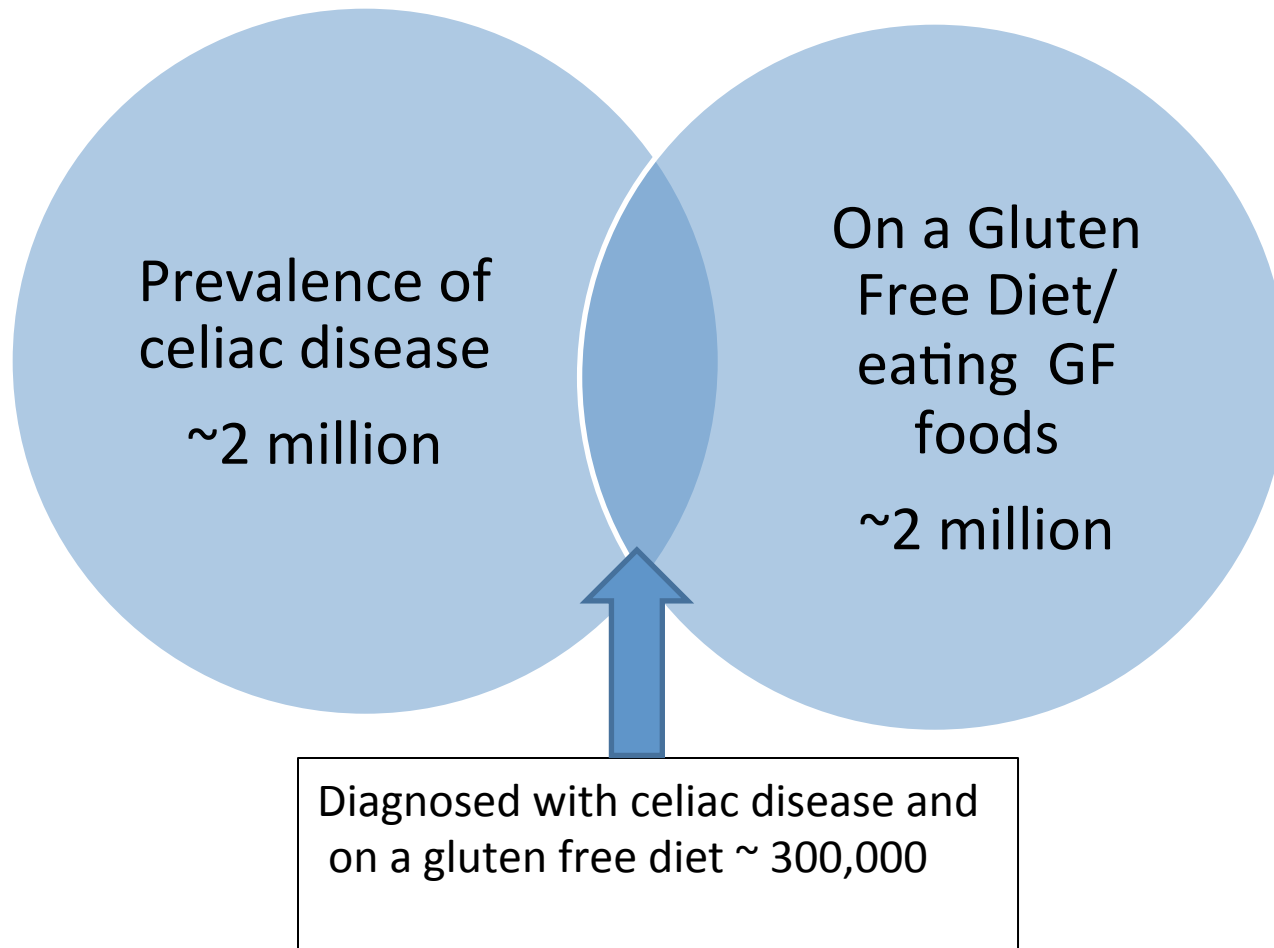 Prevalence of
celiac disease
~2 million
On a Gluten
Free Diet/
eating  GF
foods
~2 million
Diagnosed with celiac disease and
on a gluten free diet ~ 300,000